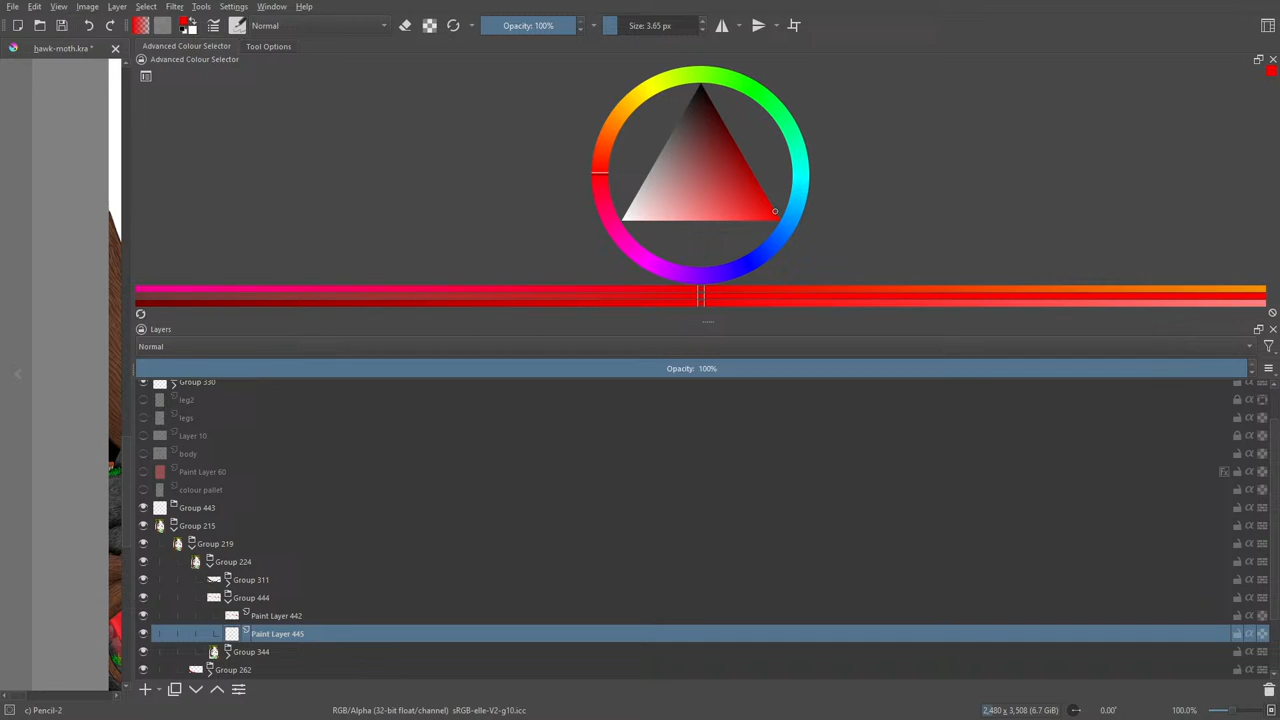 File Edit View Image Layer Select Filter Tools Settings Window Help
Normal Opacity: 100% Size: 3.65 px
hawk-moth.kra *
Advanced Colour Selector Tool Options
Advanced Colour Selector
Layers
Normal
Opacity: 100%
Group 330
leg2
legs
Layer 10
body
Paint Layer 60
Fx
colour pallet
Group 443
Group 215
Group 219
Group 224
Group 311
Group 444
Paint Layer 442
Paint Layer 445
Group 344
Group 262
c) Pencil-2 RGB/Alpha (32-bit float/channel) sRGB-elle-V2-g10.icc 2,480 x 3,508 (6.7 GiB) 0.00° 100.0%